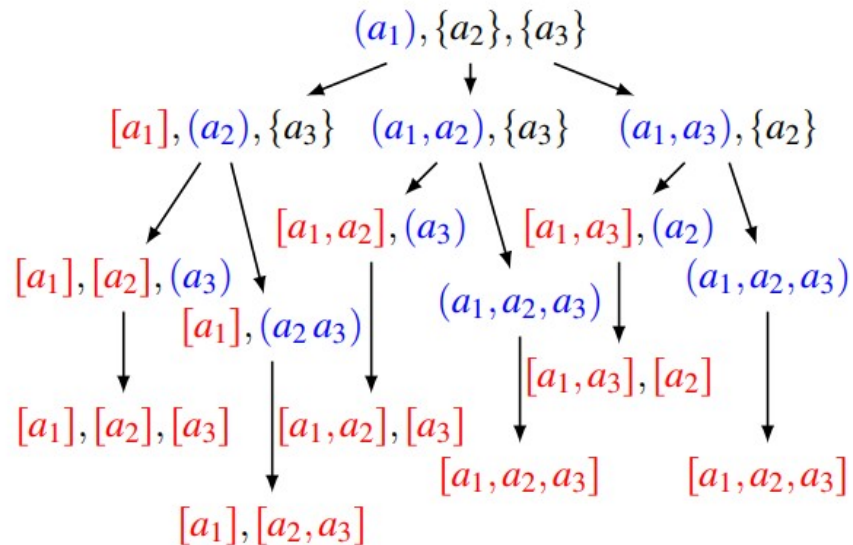 (a₁), {a₂}, {a₃}
[a₁], (a₂), {a₃}
(a₁, a₂), {a₃}
(a₁, a₃), {a₂}
[a₁, a₂], (a₃)
[a₁, a₃], (a₂)
[a₁], [a₂], (a₃)
(a₁, a₂, a₃)
(a₁, a₂, a₃)
[a₁], (a₂ a₃)
[a₁, a₃], [a₂]
[a₁], [a₂], [a₃]
[a₁, a₂], [a₃]
[a₁, a₂, a₃]
[a₁, a₂, a₃]
[a₁], [a₂, a₃]